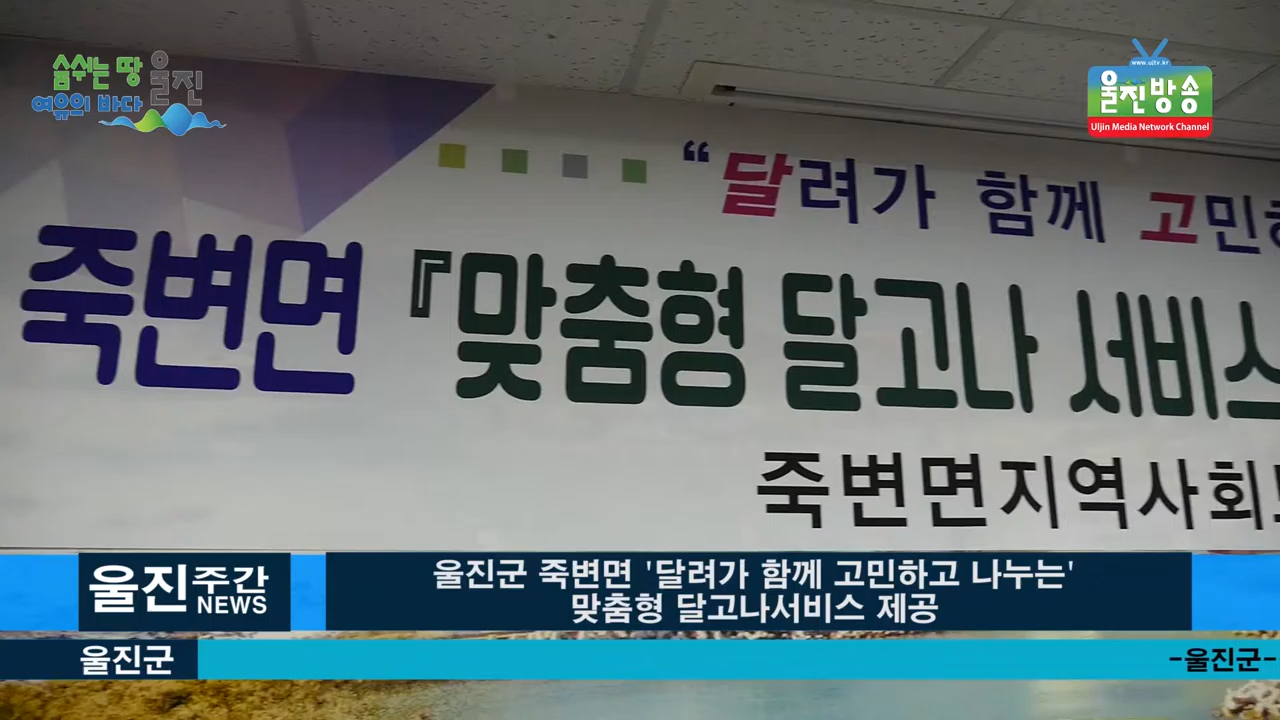 숨쉬는 땅
여유의 바다
울진
www.ujtv.kr
울진방송
Uljin Media Network Channel
“달려가 함께 고민하
죽변면 『맞춤형 달고나 서비스
죽변면지역사회
울진주간
NEWS
울진군 죽변면 '달려가 함께 고민하고 나누는'
맞춤형 달고나서비스 제공
울진군
-울진군-